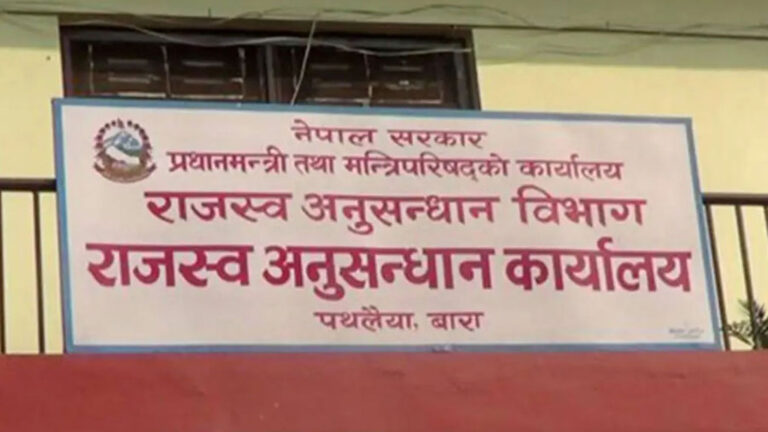 नेपाल सरकार
प्रधानमन्त्री तथा मन्त्रिपरिषद्को कार्यालय
राजस्व अनुसन्धान विभाग
राजस्व अनुसन्धान कार्यालय
पथलैया, बारा